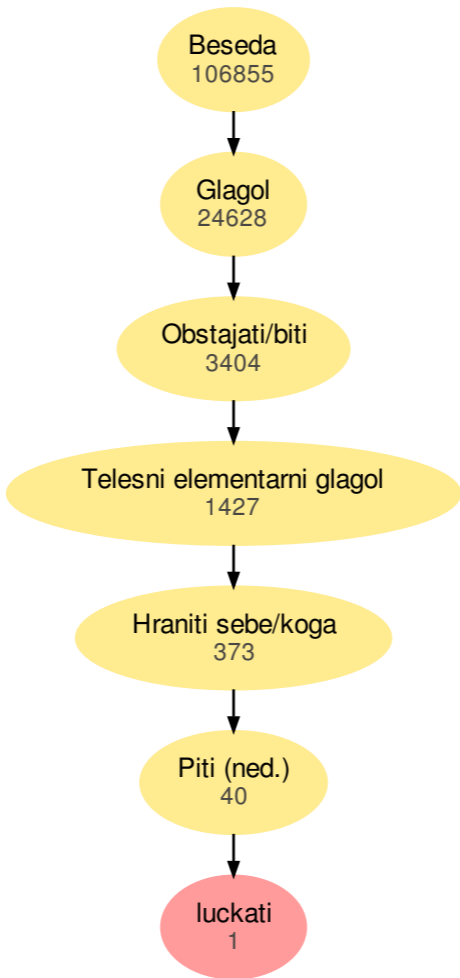 Beseda
106855
Glagol
24628
Obstajati/biti
3404
Telesni elementarni glagol
1427
Hraniti sebe/koga
373
Piti (ned.)
40
luckati
1